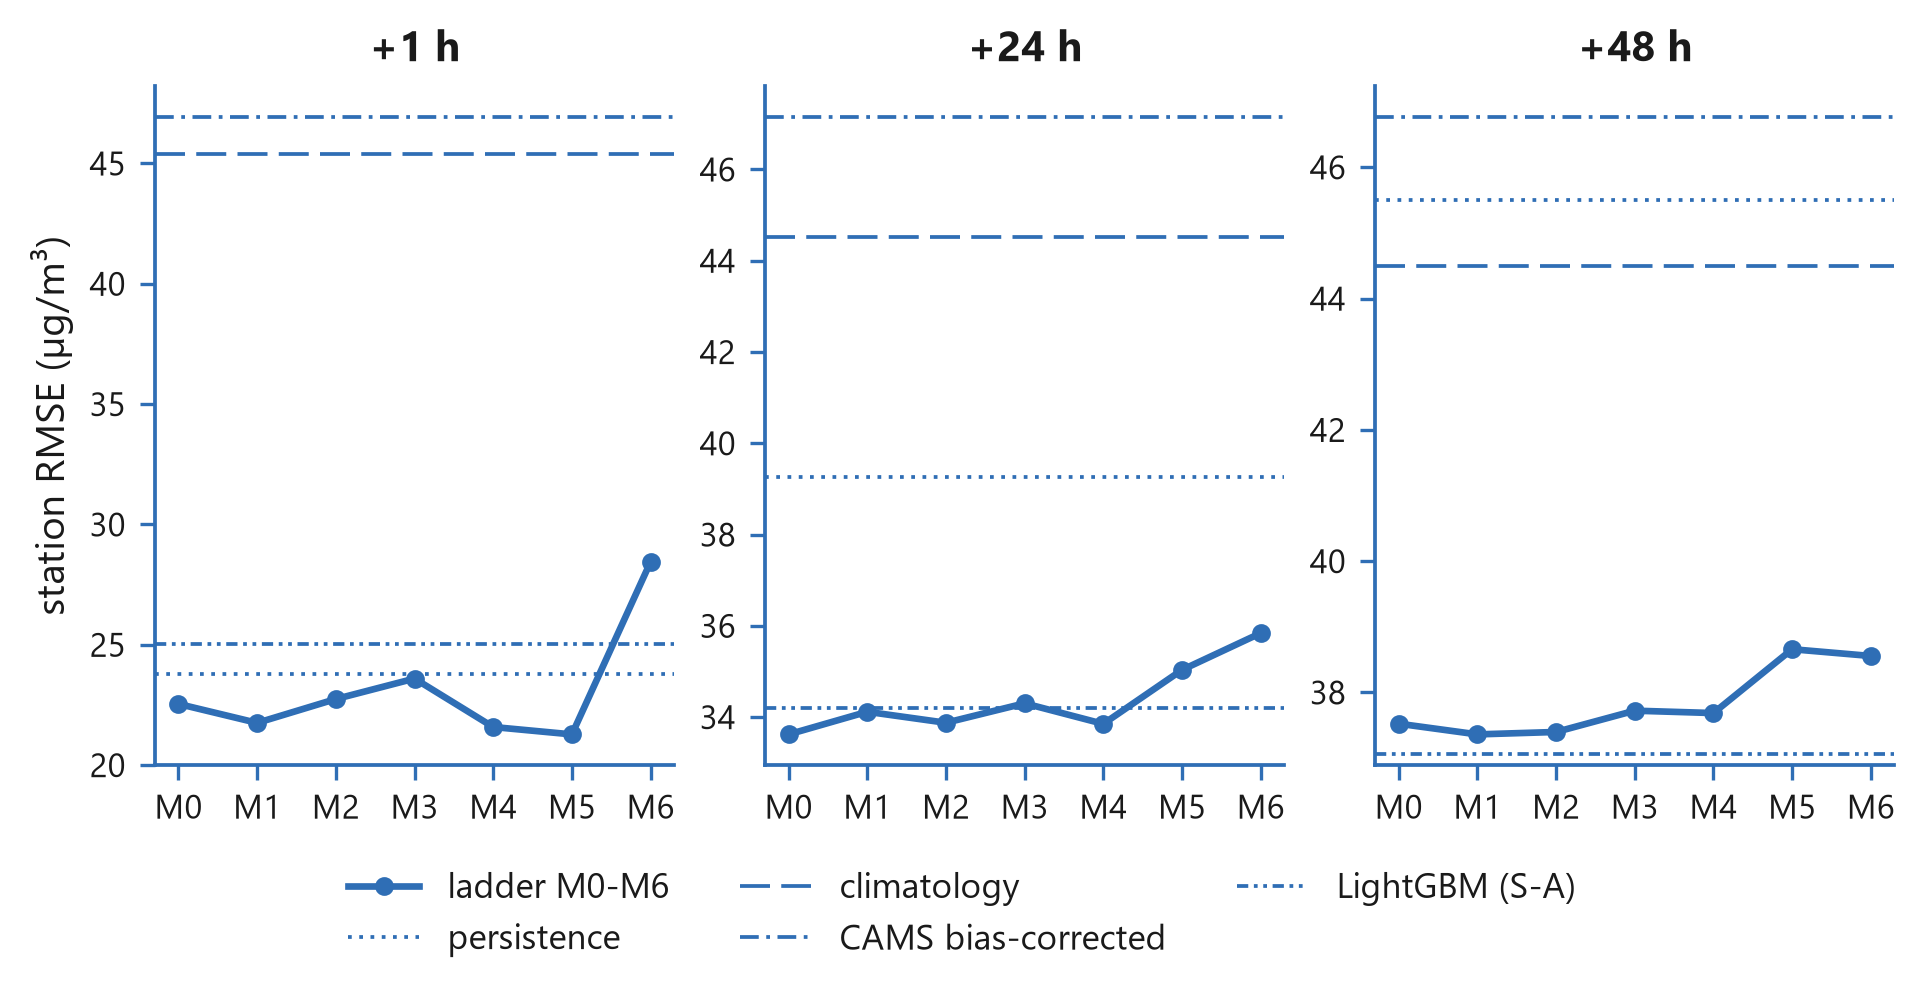 +1 h
+24 h
+48 h
station RMSE (µg/m³)
45
40
35
30
25
20
M0 M1 M2 M3 M4 M5 M6
46
44
42
40
38
36
34
M0 M1 M2 M3 M4 M5 M6
46
44
42
40
38
M0 M1 M2 M3 M4 M5 M6
ladder M0-M6
persistence
climatology
CAMS bias-corrected
LightGBM (S-A)